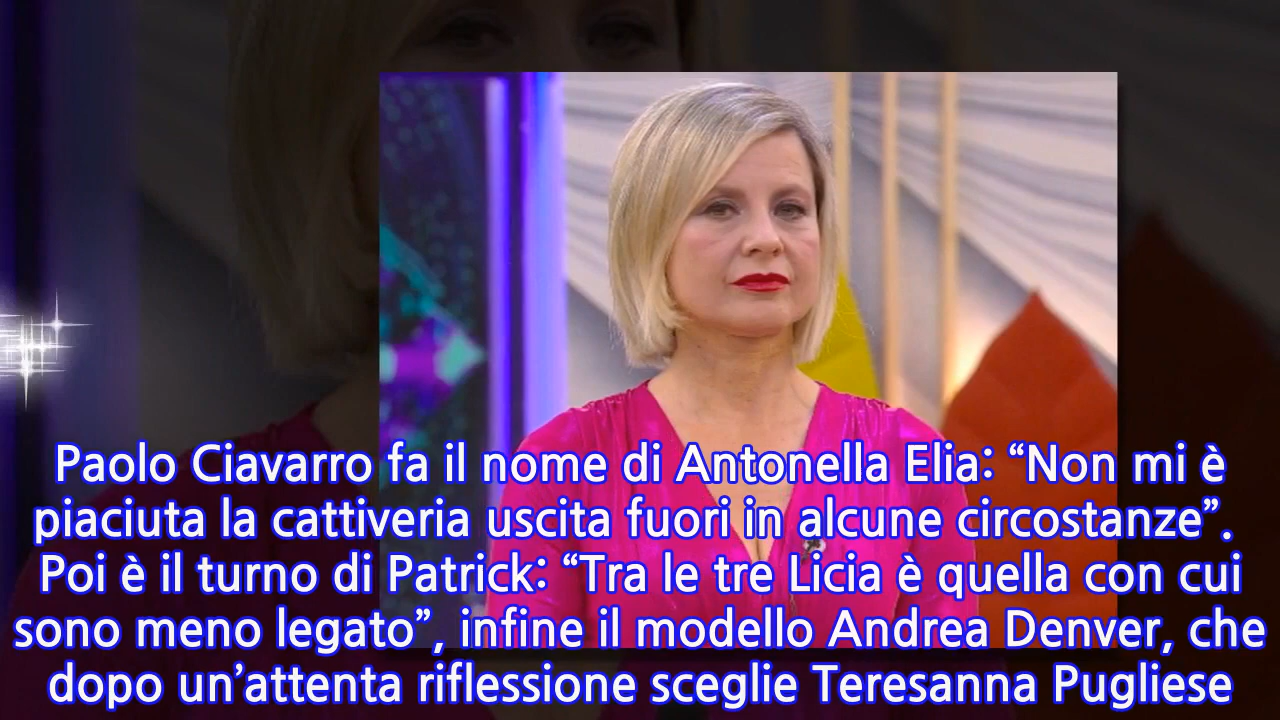 Paolo Ciavarro fa il nome di Antonella Elia: “Non mi è
piaciuta la cattiveria uscita fuori in alcune circostanze”.
Poi è il turno di Patrick: “Tra le tre Licia è quella con cui
sono meno legato”, infine il modello Andrea Denver, che
dopo un’attenta riflessione sceglie Teresanna Pugliese